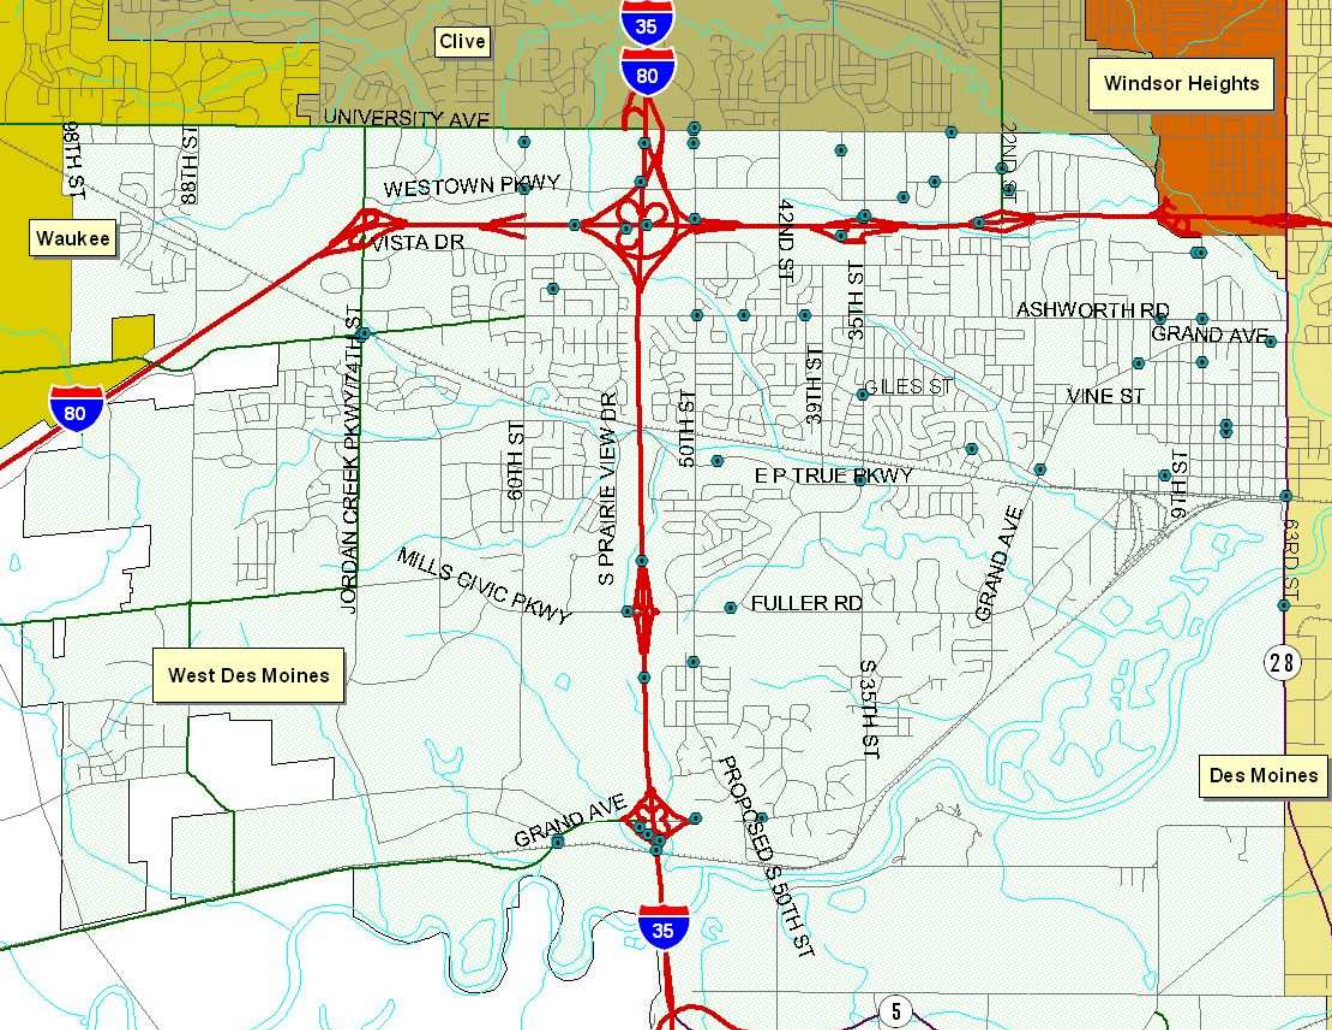 35
Clive
80
Windsor Heights
UNIVERSITY AVE
98TH ST
88TH ST
22ND ST
WESTOWN PKWY
Waukee
VISTA DR
42ND ST
35TH ST
ASHWORTH RD
GRAND AVE
JORDAN CREEK PKWY/74TH ST
39TH ST
GILES ST
VINE ST
80
S PRAIRIE VIEW DR
50TH ST
60TH ST
E P TRUE PKWY
9TH ST
GRAND AVE
63RD ST
MILLS CIVIC PKWY
FULLER RD
28
West Des Moines
S 35TH ST
Des Moines
PROPOSED S 50TH ST
GRAND AVE
35
5